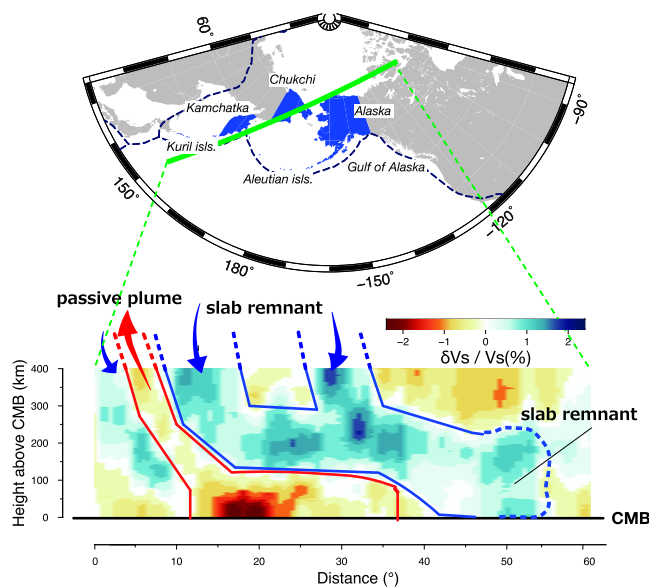 60°
Chukchi
Kamchatka
Alaska
−90°
Kuril isls.
Aleutian isls.
Gulf of Alaska
150°
180°
−150°
−120°
passive plume
slab remnant
−2 −1 0 1 2
δVs / Vs(%)
Height above CMB (km)
400
300
200
100
0
slab remnant
CMB
0 10 20 30 40 50 60
Distance (°)